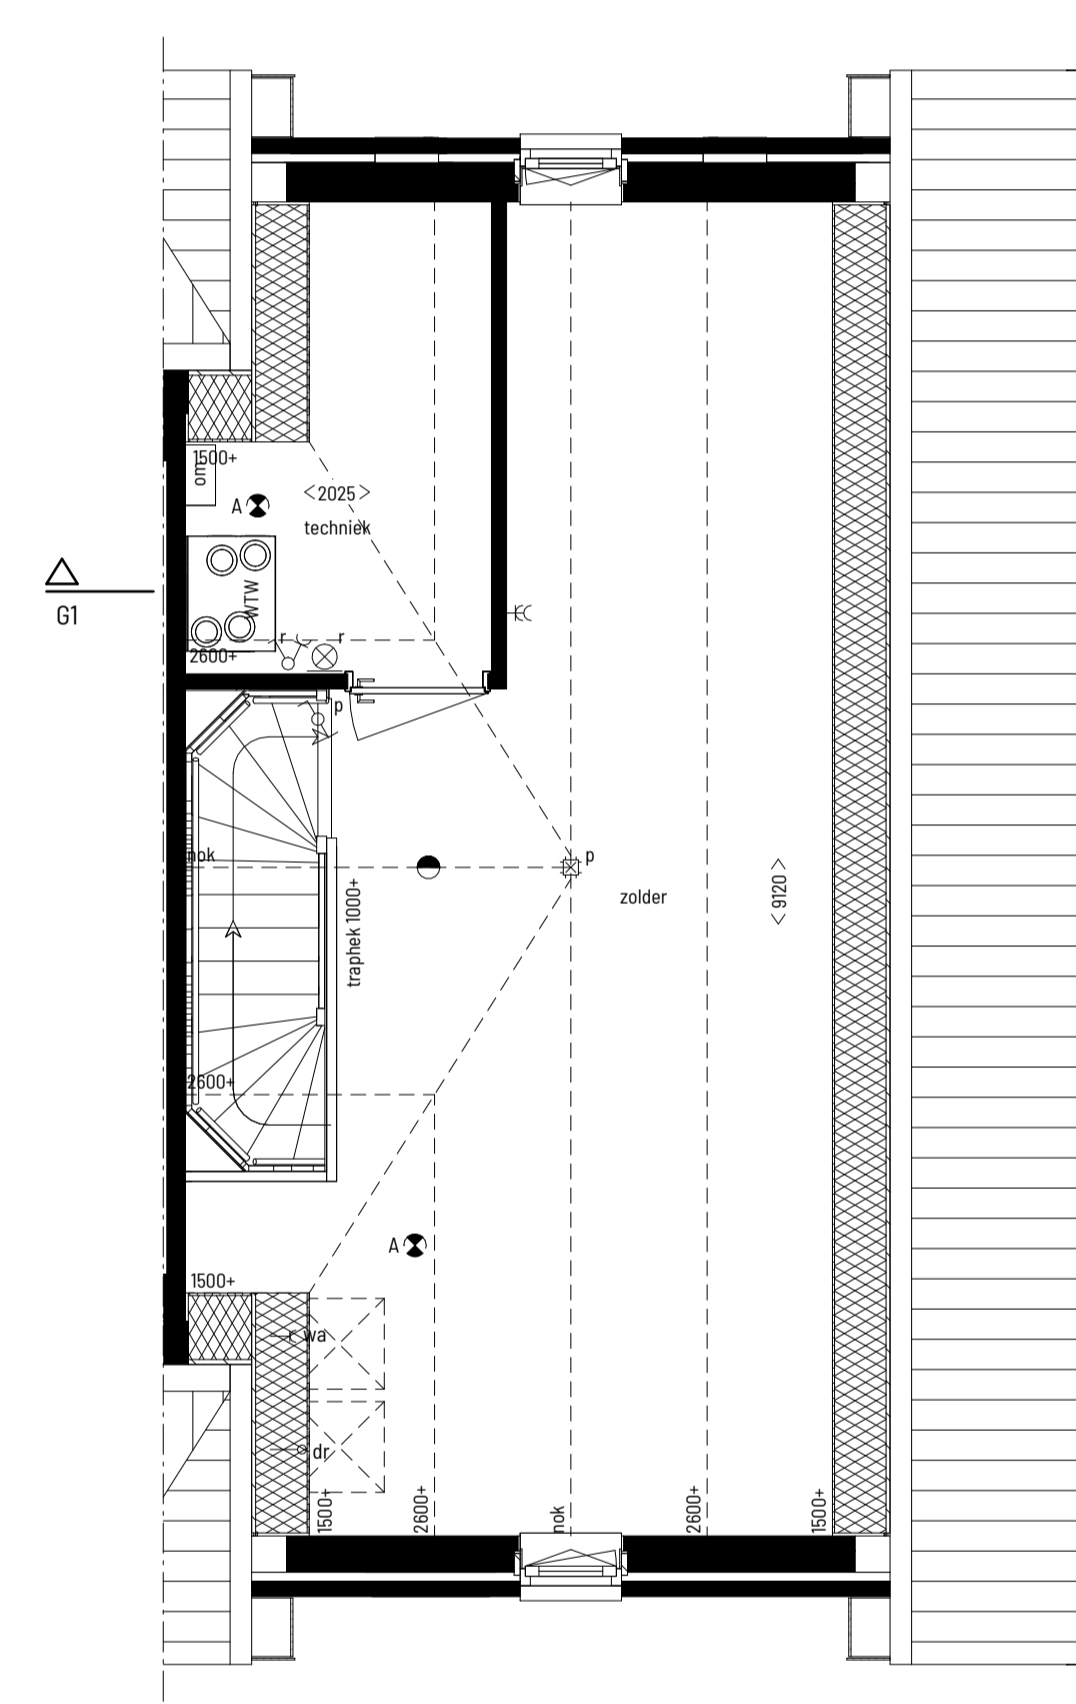 1500+
om
A
<2025>
techniek
G1
WTW
r
r
2600+
p
nok
p
zolder
<9120>
traphek 1000+
2600+
A
1500+
r wa
dr
1500+
2600+
nok
2600+
1500+